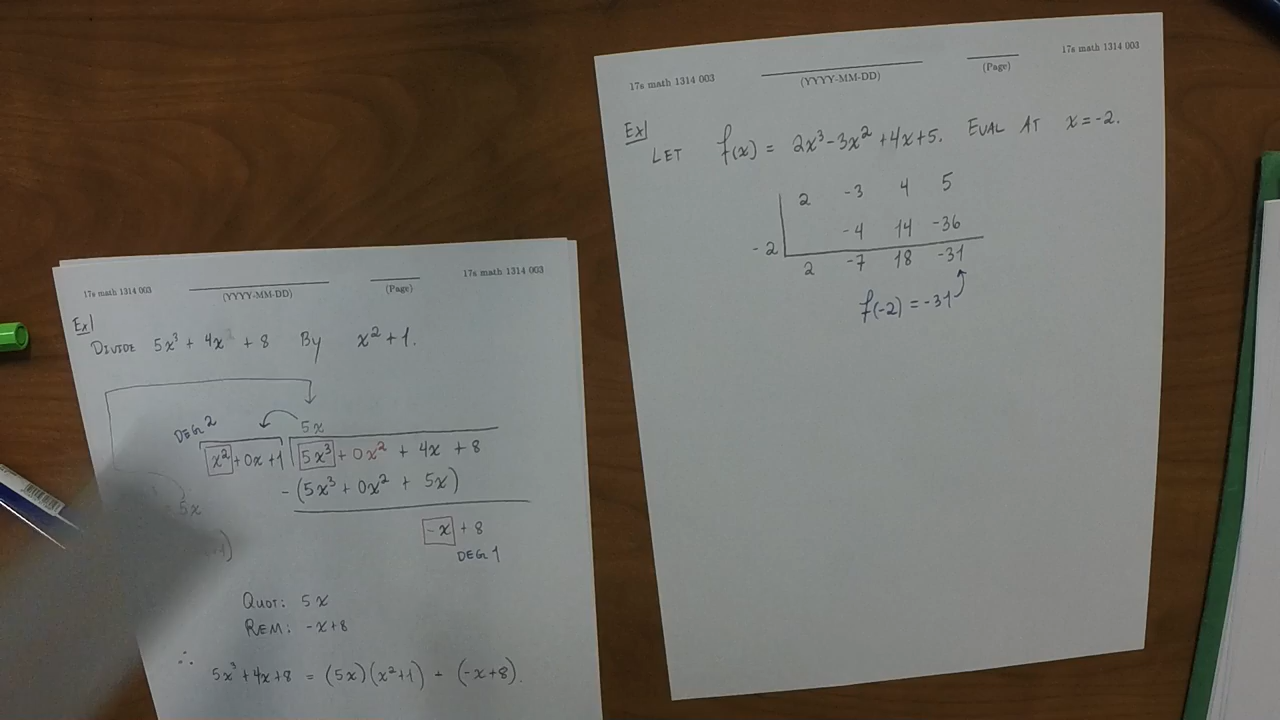 17s math 1314 003
(YYYY-MM-DD)
(Page)
Ex
DIVIDE 5x³ + 4x + 8 By x² + 1.
DEG 2
5x
x² + 0x + 1 5x³ + 0x² + 4x + 8
- (5x³ + 0x² + 5x)
5x
-x + 8
DEG 1
QUOT: 5x
REM: -x+8
∴ 5x³ + 4x + 8 = (5x)(x²+1) + (-x+8).
17s math 1314 003
(YYYY-MM-DD)
(Page)
17s math 1314 003
Ex
LET f(x) = 2x³ - 3x² + 4x + 5. EVAL AT x = -2.
2 -3 4 5
-2 -4 14 -36
2 -7 18 -31
f(-2) = -31
17s math 1314 003